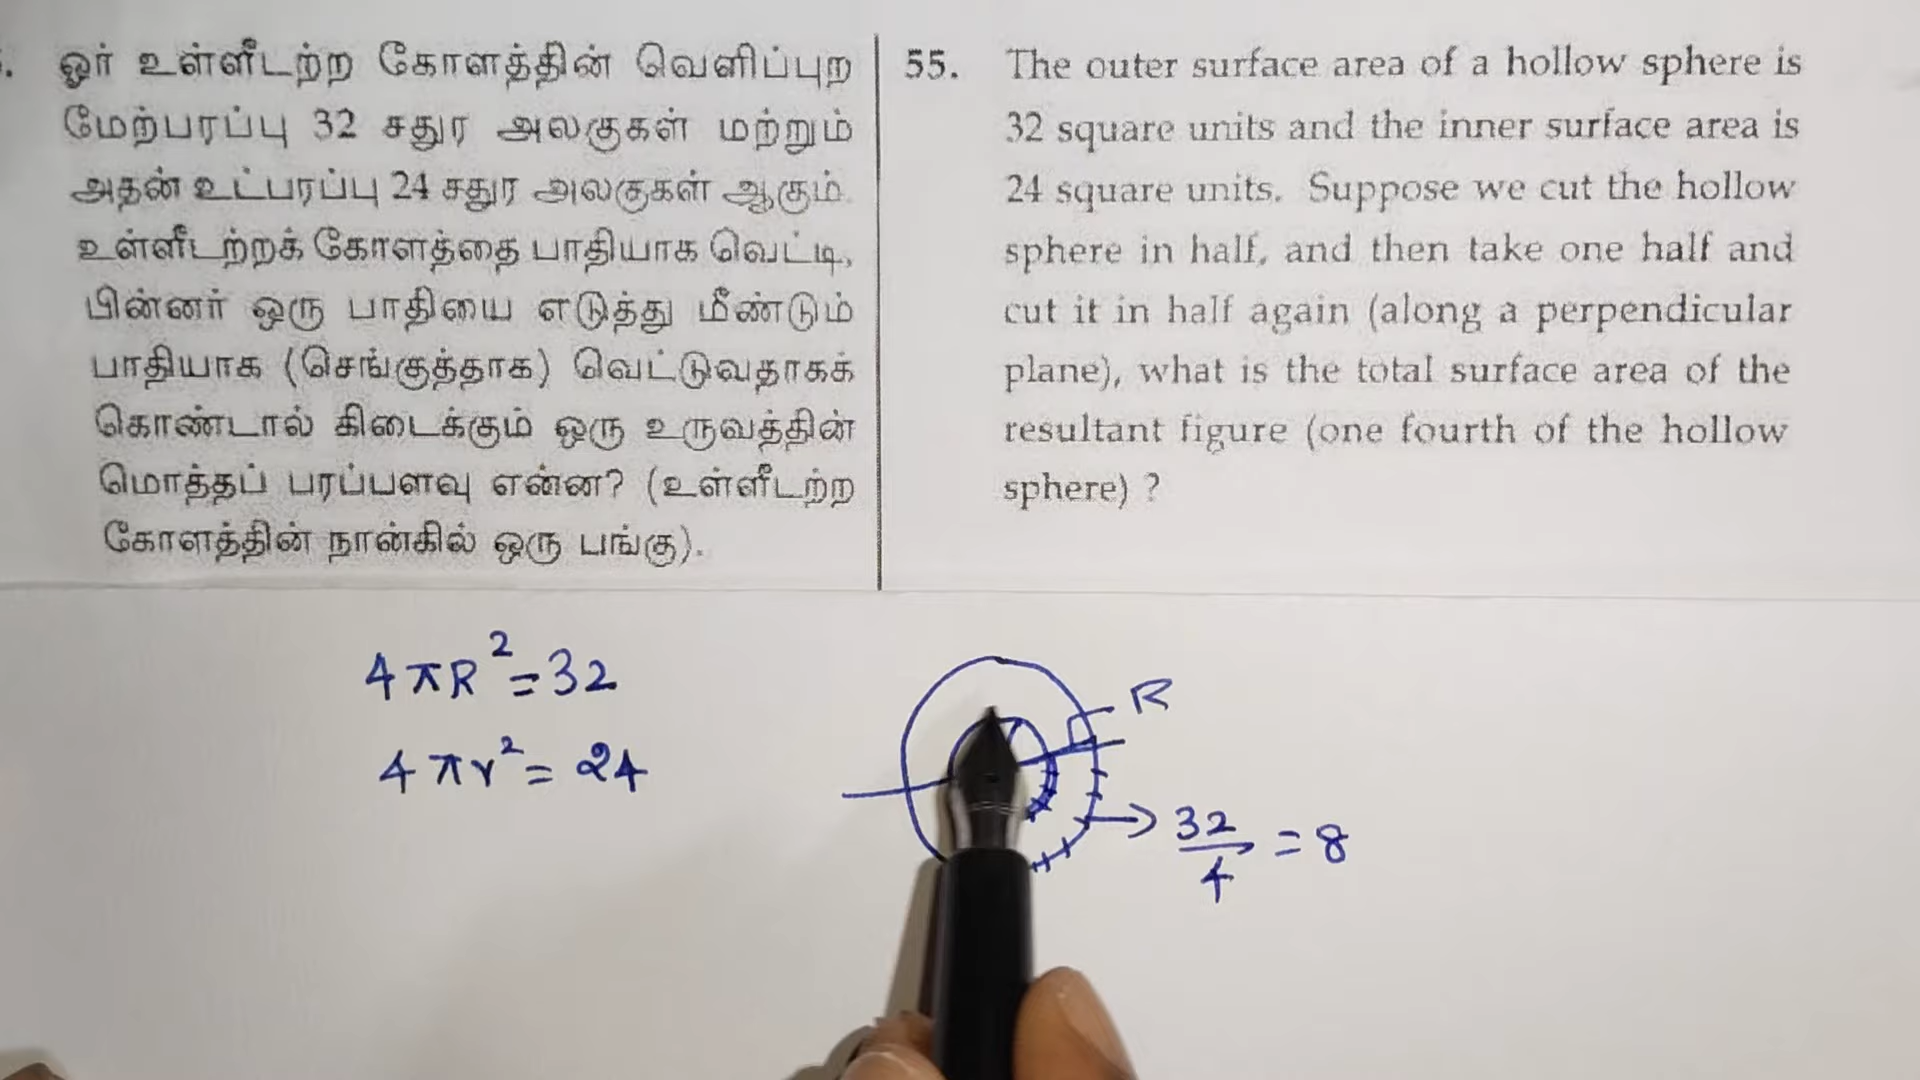 ஓர் உள்ளீடற்ற கோளத்தின் வெளிப்புற
மேற்பரப்பு 32 சதுர அலகுகள் மற்றும்
அதன் உட்பரப்பு 24 சதுர அலகுகள் ஆகும்.
உள்ளீடற்றக் கோளத்தை பாதியாக வெட்டி,
பின்னர் ஒரு பாதியை எடுத்து மீண்டும்
பாதியாக (செங்குத்தாக) வெட்டுவதாகக்
கொண்டால் கிடைக்கும் ஒரு உருவத்தின்
மொத்தப் பரப்பளவு என்ன? (உள்ளீடற்ற
கோளத்தின் நான்கில் ஒரு பங்கு).
55. The outer surface area of a hollow sphere is
32 square units and the inner surface area is
24 square units. Suppose we cut the hollow
sphere in half, and then take one half and
cut it in half again (along a perpendicular
plane), what is the total surface area of the
resultant figure (one fourth of the hollow
sphere) ?
4πR² = 32
4πr² = 24
R
32/4 = 8